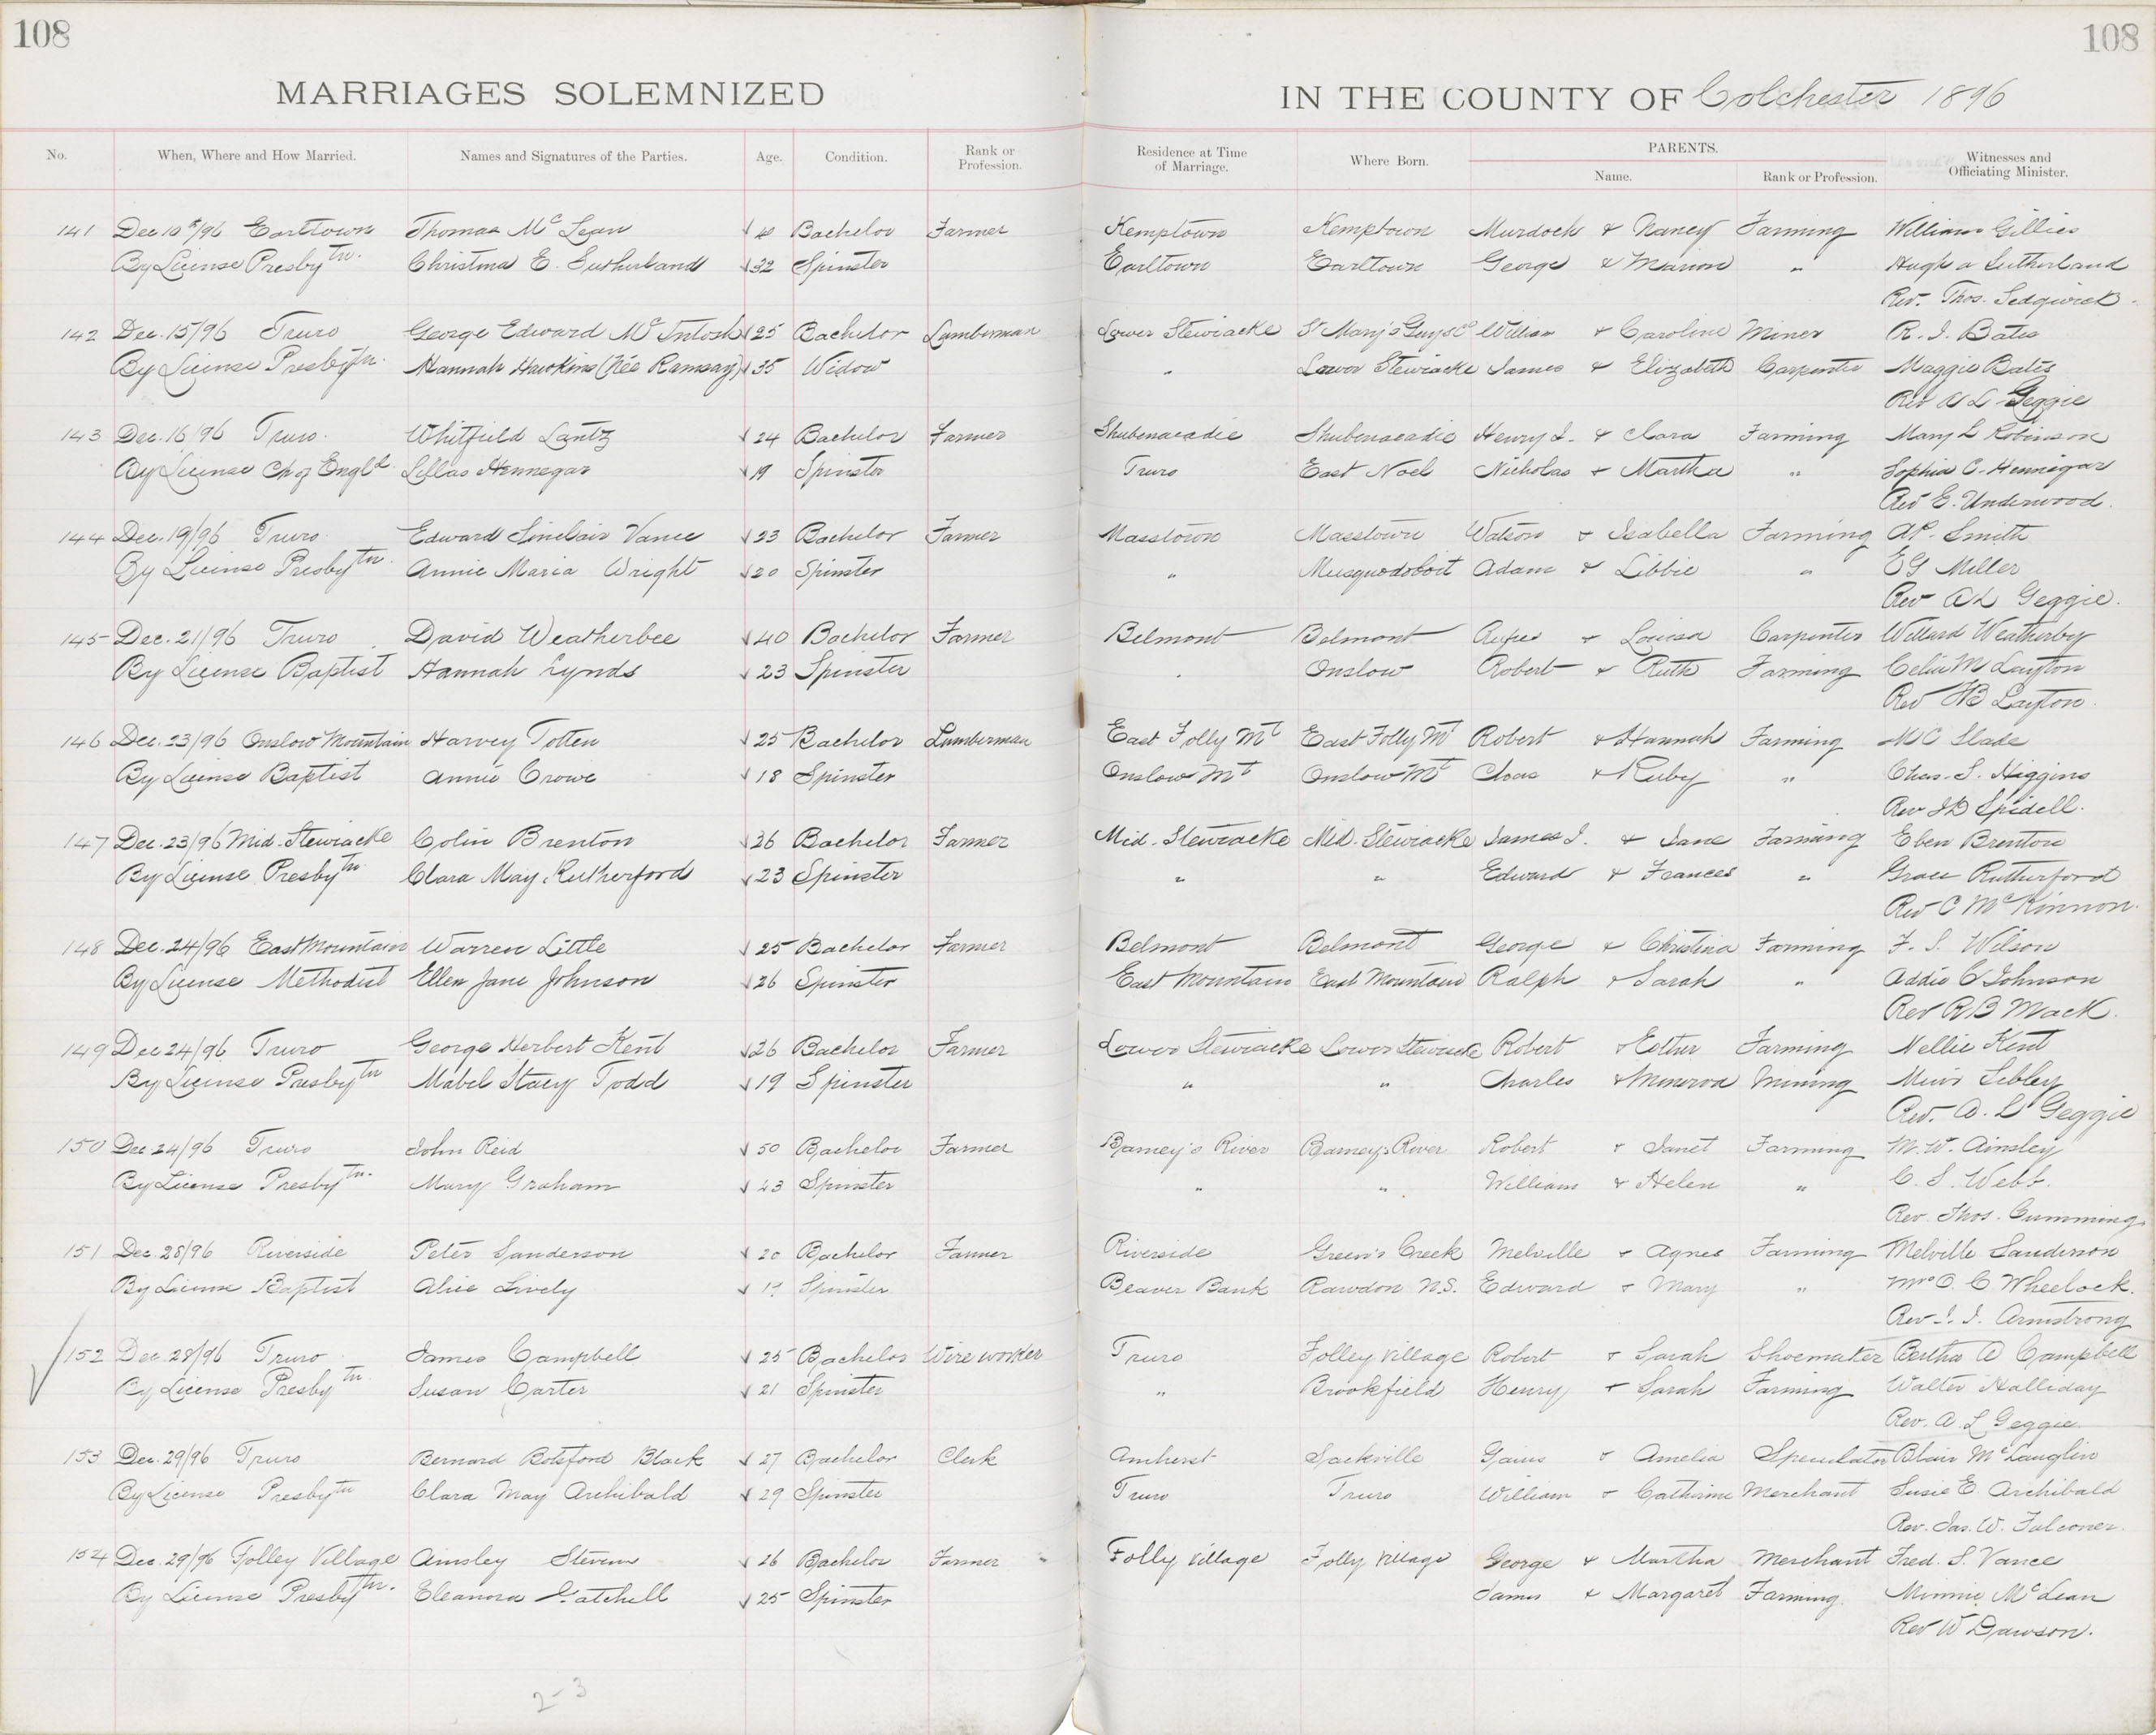 108
108
MARRIAGES SOLEMNIZED
IN THE COUNTY OF Colchester 1896
No. When, Where and How Married. Names and Signatures of the Parties. Age. Condition. Rank or Profession. Residence at Time of Marriage. Where Born. PARENTS. Name. Rank or Profession. Witnesses and Officiating Minister.
141 Dec 10th/96 Earltown Thomas McLean 40 Bachelor Farmer Kemptown Kemptown Murdock & Nancy Farming William Gillies
By License Presbytn. Christina E. Sutherland 32 Spinster Earltown Earltown George & Marion " Hugh a Sutherland
Rev. Thos. Sedgwick
142 Dec. 15/96 Truro George Edward McIntosh 25 Bachelor Lumberman Lower Stewiacke St Mary's Guyso William & Caroline Miner R. J. Bates
By License Presbytn. Hannah Hawkins (Née Ramsay) 35 Widow " Lower Stewiacke James & Elizabeth Carpenter Maggie Bates
Rev A L Geggie
143 Dec. 16/96 Truro. Whitfield Lantz 24 Bachelor Farmer Shubenacadie Shubenacadie Henry J. & Clara Farming Mary L Robinson
By License Ch of Engld Lillas Hennegar 19 Spinster Truro East Noel Nicholas & Martha " Sophia C. Hennigar
Rev E. Underwood.
144 Dec. 19/96 Truro. Edward Sinclair Vance 23 Bachelor Farmer Masstown Masstown Watson & Isabella Farming AP. Smith
By License Presbytn. Annie Maria Wright 20 Spinster " Musquodoboit Adam & Libbie " EG Miller
Rev A L Geggie.
145 Dec. 21/96 Truro David Weatherbee 40 Bachelor Farmer Belmont Belmont Rufus & Louisa Carpenter Willard Weatherby
By License Baptist Hannah Lynds 23 Spinster " Onslow Robert & Ruth Farming Celia M Layton
Rev FB Layton.
146 Dec. 23/96 Onslow Mountain Harvey Totten 25 Bachelor Lumberman East Folly Mt East Folly Mt Robert & Hannah Farming MC Slade
By License Baptist Annie Crowe 18 Spinster Onslow Mt Onslow Mt Chas & Ruby " Chas. S. Higgins
Rev JD Spidell.
147 Dec. 23/96 Mid. Stewiacke Colin Brenton 26 Bachelor Farmer Mid. Stewiacke Mid. Stewiacke James J. & Jane Farming Eben Brenton
By License Presbytn Clara May Rutherford 23 Spinster " " Edward & Frances " Grace Rutherford
Rev C McKinnon.
148 Dec. 24/96 East Mountain Warren Little 25 Bachelor Farmer Belmont Belmont George & Christina Farming F. S. Wilson
By License Methodist Ellen Jane Johnson 26 Spinster East Mountain East Mountain Ralph & Sarah " Addie C Johnson
Rev R B Mack.
149 Dec 24/96 Truro George Herbert Kent 26 Bachelor Farmer Lower Stewiacke Lower Stewiacke Robert & Esther Farming Nellie Kent
By License Presbytn Mabel Stacy Todd 19 Spinster " " Charles & Minerva Mining Muir Sibley
Rev. A. L Geggie
150 Dec 24/96 Truro John Reid 50 Bachelor Farmer Barney's River Barney's River Robert & Janet Farming M. W. Ainsley
By License Presbytn. Mary Graham 43 Spinster " " William & Helen " C. S. Webb.
Rev. Thos. Cumming
151 Dec. 28/96 Riverside Peter Sanderson 20 Bachelor Farmer Riverside Green's Creek Melville & Agnes Farming Melville Sanderson
By License Baptist Alice Lively Spinster Beaver Bank Rawdon N.S. Edward & Mary " Mrs O. C. Wheelock.
Rev. J. J. Armstrong
152 Dec. 28/96 Truro James Campbell 25 Bachelor Wire worker Truro Folley Village Robert & Sarah Shoemaker Bertha A Campbell
By License Presbytn. Susan Carter 21 Spinster " Brookfield Henry & Sarah Farming Walter Halliday
Rev. A. L Geggie
153 Dec. 29/96 Truro Bernard Botsford Black 27 Bachelor Clerk Amherst Sackville Gaius & Amelia Speculator Blair McLauglin
By License Presbytn Clara May Archibald 29 Spinster Truro Truro William & Catherine Merchant Susie E. Archibald
Rev. Jas. W. Falconer.
154 Dec. 29/96 Folley Village Ainsley Stevens 26 Bachelor Farmer Folly Village Folly Village George & Martha Merchant Fred. S. Vance
By License Presbytn. Eleanora Gatchell 25 Spinster James & Margaret Farming. Minnie McLean
Rev W Dawson.
2-3